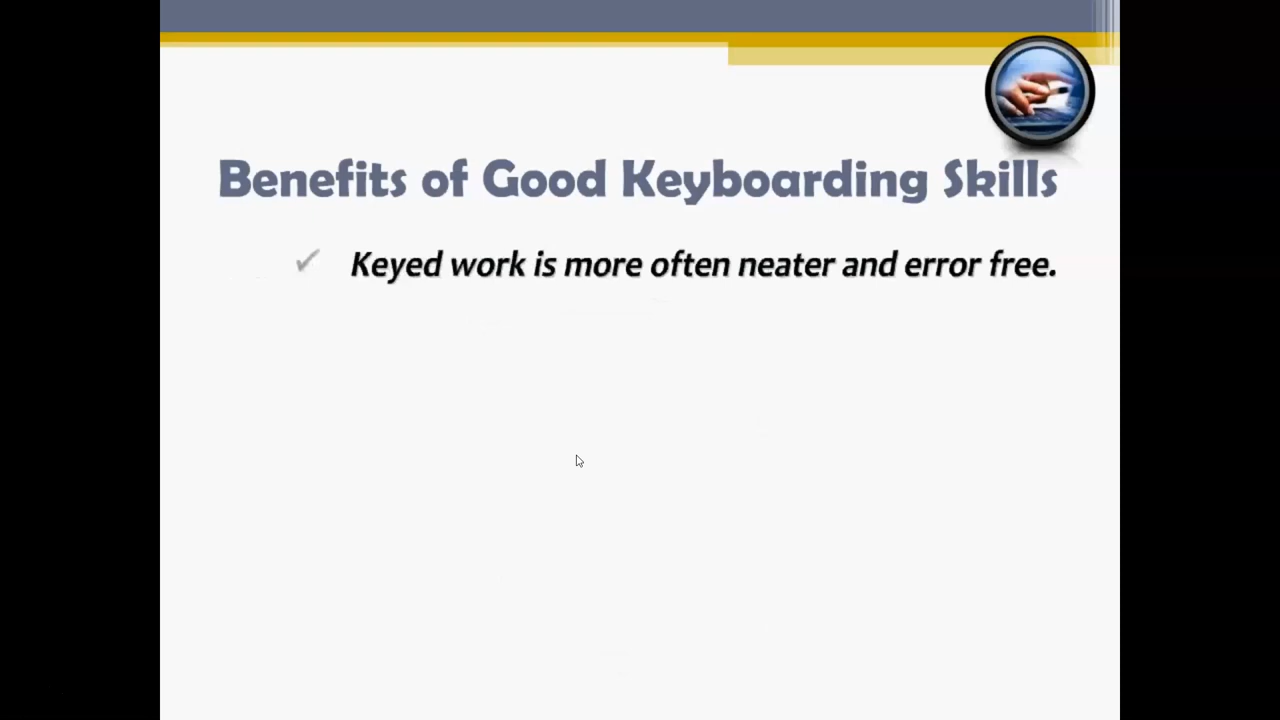 Benefits of Good Keyboarding Skills
✓ Keyed work is more often neater and error free.